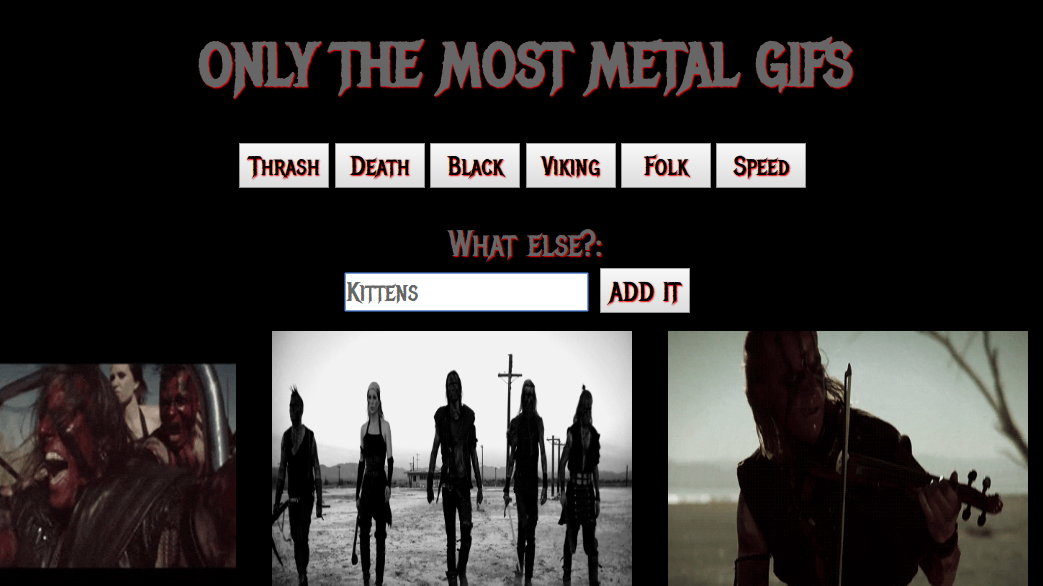 ONLY THE MOST METAL GIFS
Thrash Death Black Viking Folk Speed
What else?:
Kittens ADD IT